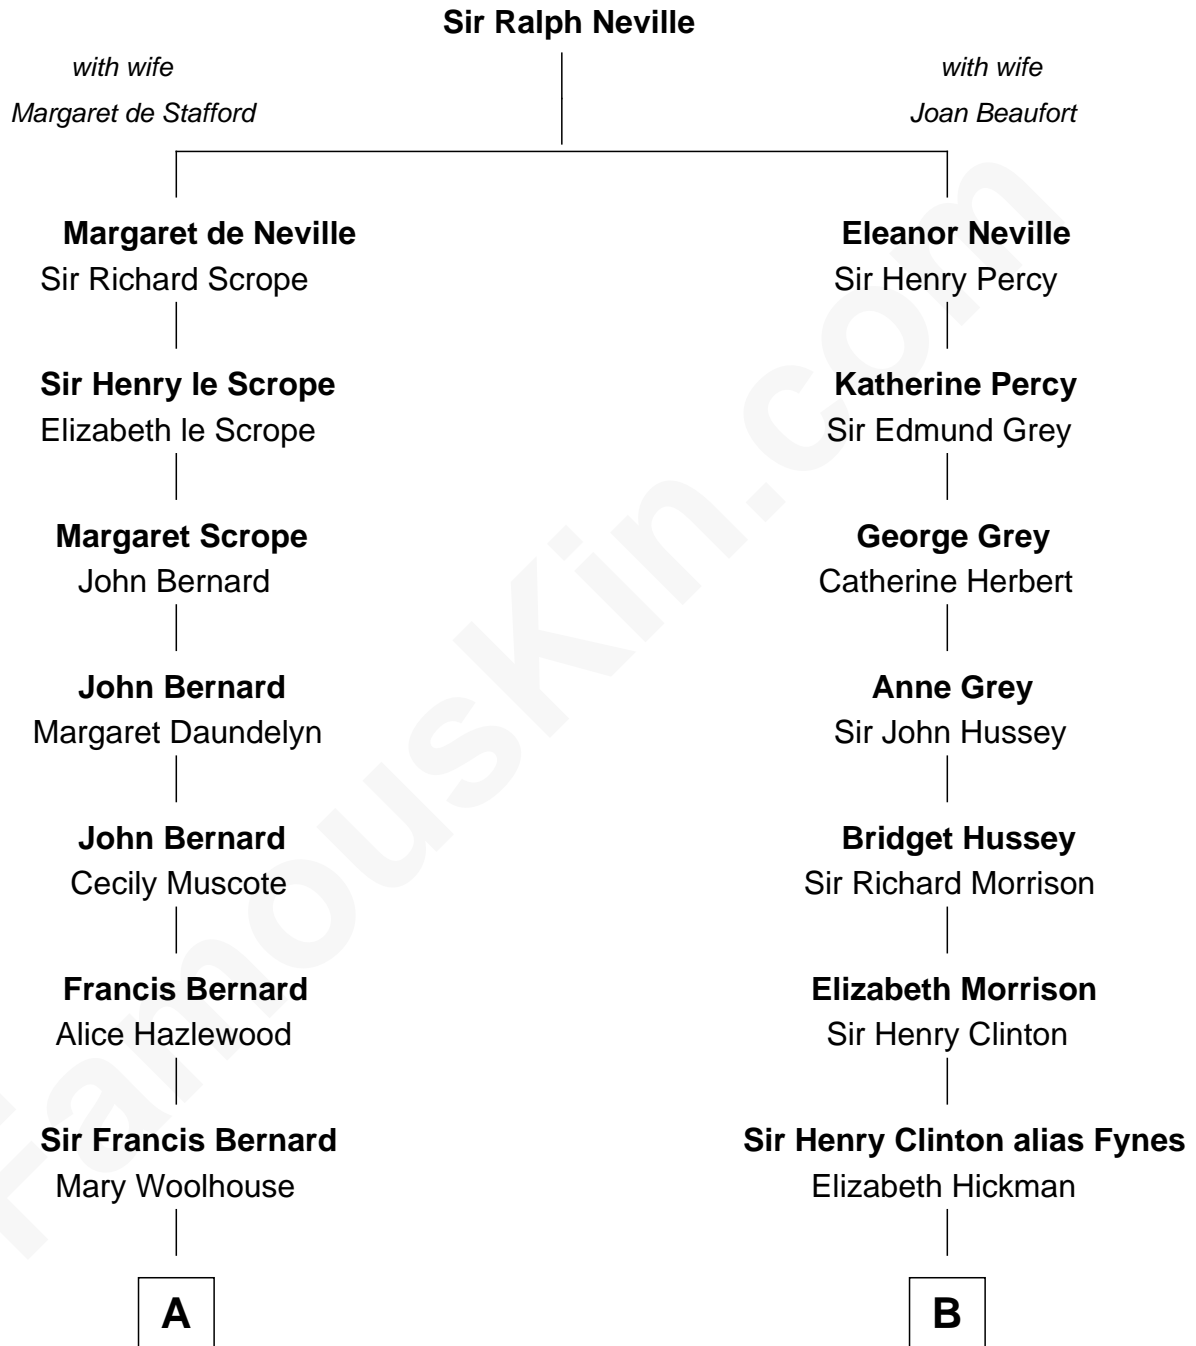 Sir Ralph Neville
with wife
Margaret de Stafford
with wife
Joan Beaufort
Margaret de Neville
Sir Richard Scrope
Eleanor Neville
Sir Henry Percy
Sir Henry le Scrope
Elizabeth le Scrope
Katherine Percy
Sir Edmund Grey
Margaret Scrope
John Bernard
George Grey
Catherine Herbert
John Bernard
Margaret Daundelyn
Anne Grey
Sir John Hussey
John Bernard
Cecily Muscote
Bridget Hussey
Sir Richard Morrison
Francis Bernard
Alice Hazlewood
Elizabeth Morrison
Sir Henry Clinton
Sir Francis Bernard
Mary Woolhouse
Sir Henry Clinton alias Fynes
Elizabeth Hickman
A
B
FamousKin.com